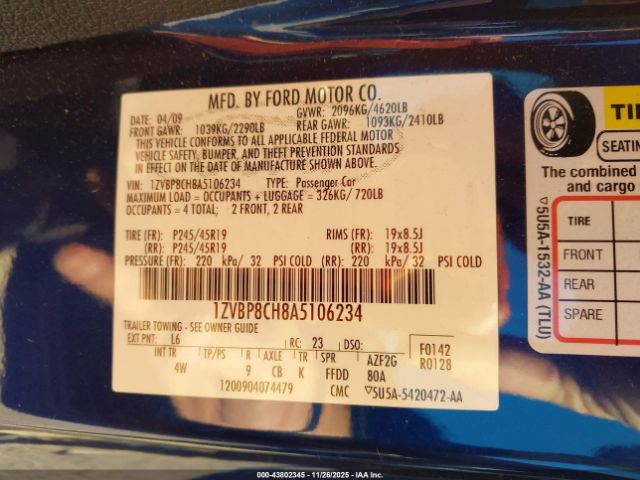 MFD. BY FORD MOTOR CO.
DATE: 04/09 GVWR: 2096KG/4620LB
FRONT GAWR: 1039KG/2290LB REAR GAWR: 1093KG/2410LB
THIS VEHICLE CONFORMS TO ALL APPLICABLE FEDERAL MOTOR
VEHICLE SAFETY, BUMPER, AND THEFT PREVENTION STANDARDS
IN EFFECT ON THE DATE OF MANUFACTURE SHOWN ABOVE.
VIN: 1ZVBP8CH8A5106234 TYPE: Passenger Car
MAXIMUM LOAD = OCCUPANTS + LUGGAGE = 326KG/ 720LB
OCCUPANTS = 4 TOTAL; 2 FRONT, 2 REAR
TIRE (FR): P245/45R19 RIMS (FR): 19x8.5J
(RR): P245/45R19 (RR): 19x8.5J
PRESSURE (FR): 220 kPa/ 32 PSI COLD (RR): 220 kPa/ 32 PSI COLD
1ZVBP8CH8A5106234
TRAILER TOWING - SEE OWNER GUIDE
EXT PNT: L6 RC: 23 DSO: F0142
INT TR TP/PS R AXLE TR SPR AZF2G R0128
4W 9 CB K FFDD 80A
1200904074479 CMC ▽5U5A-5420472-AA
TI
SEATING
The combined
and cargo
TIRE
FRONT
REAR
SPARE
▽5U5A-1532-AA (TLU)
000-43802345 - 11/26/2025 - IAA Inc.